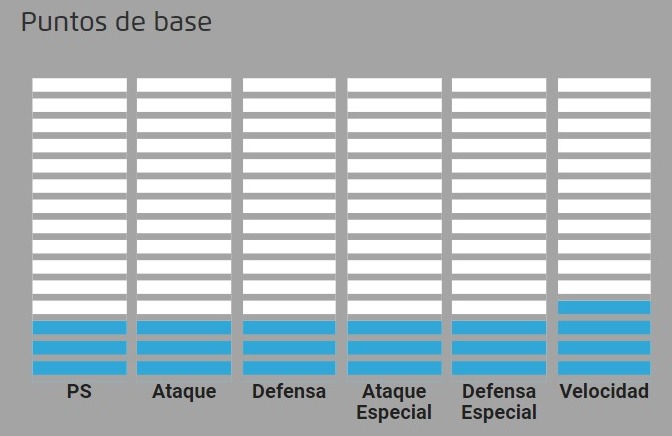 Puntos de base
PS
Ataque
Defensa
Ataque
Especial
Defensa
Especial
Velocidad